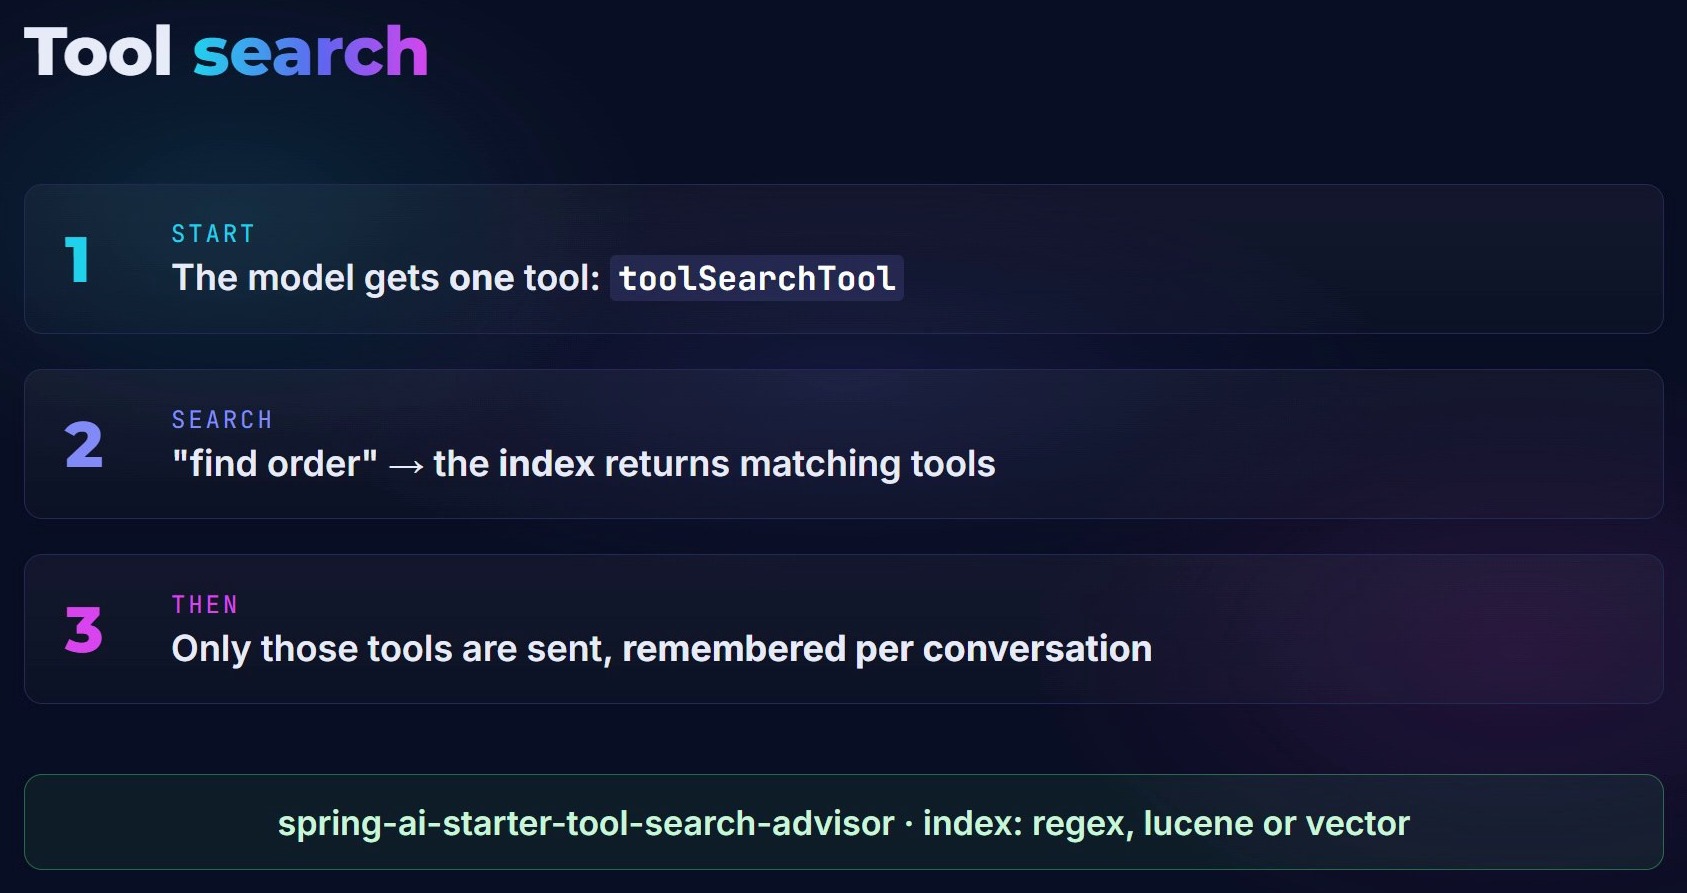 Tool search
1
START
The model gets one tool: toolSearchTool
2
SEARCH
"find order" → the index returns matching tools
3
THEN
Only those tools are sent, remembered per conversation
spring-ai-starter-tool-search-advisor · index: regex, lucene or vector